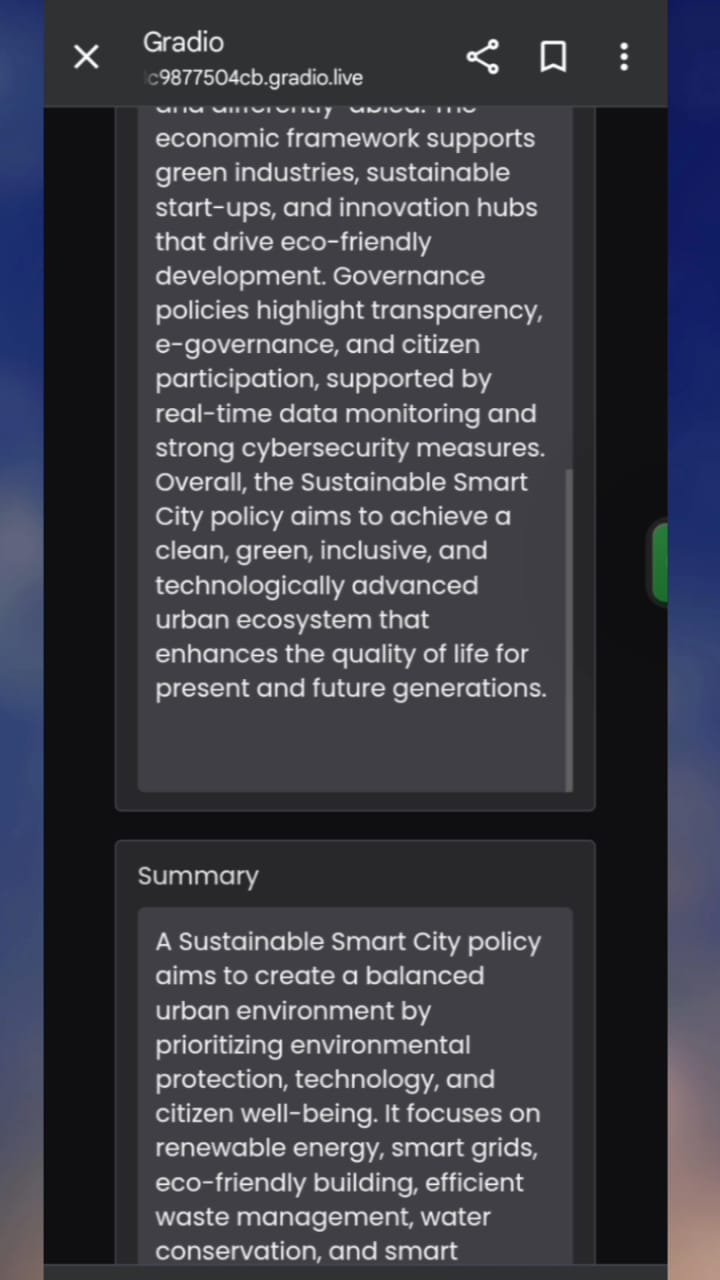 Gradio
c9877504cb.gradio.live
and differently-abled. The
economic framework supports
green industries, sustainable
start-ups, and innovation hubs
that drive eco-friendly
development. Governance
policies highlight transparency,
e-governance, and citizen
participation, supported by
real-time data monitoring and
strong cybersecurity measures.
Overall, the Sustainable Smart
City policy aims to achieve a
clean, green, inclusive, and
technologically advanced
urban ecosystem that
enhances the quality of life for
present and future generations.
Summary
A Sustainable Smart City policy
aims to create a balanced
urban environment by
prioritizing environmental
protection, technology, and
citizen well-being. It focuses on
renewable energy, smart grids,
eco-friendly building, efficient
waste management, water
conservation, and smart